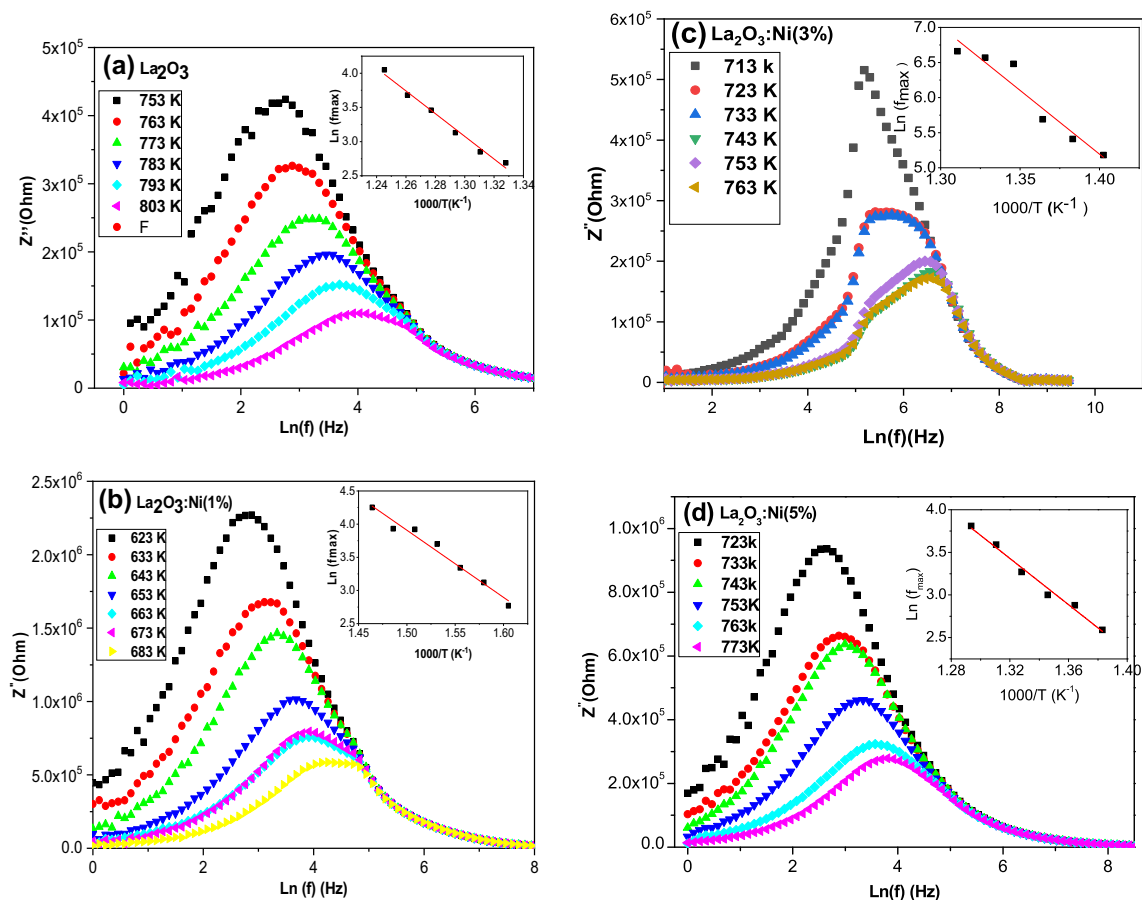 (a) La2O3
753 K
763 K
773 K
783 K
793 K
803 K
F
5x10^5
4x10^5
3x10^5
2x10^5
1x10^5
0
Z’’(Ohm)
0 2 4 6
Ln(f) (Hz)
4.0
3.5
3.0
2.5
Ln (fmax)
1.24 1.26 1.28 1.30 1.32 1.34
1000/T(K^-1)
(c) La2O3:Ni(3%)
713 k
723 K
733 K
743 K
753 K
763 K
6x10^5
5x10^5
4x10^5
3x10^5
2x10^5
1x10^5
0
Z"(Ohm)
2 4 6 8 10
Ln(f)(Hz)
7.0
6.5
6.0
5.5
5.0
Ln (fmax)
1.30 1.35 1.40
1000/T (K^-1 )
(b) La2O3:Ni(1%)
623 K
633 K
643 K
653 K
663 K
673 K
683 K
2.5x10^6
2.0x10^6
1.5x10^6
1.0x10^6
5.0x10^5
0.0
Z" (Ohm)
0 2 4 6 8
Ln (f) (Hz)
4.5
4.0
3.5
3.0
2.5
Ln (fmax)
1.45 1.50 1.55 1.60
1000/T (K^-1)
(d) La2O3:Ni(5%)
723k
733k
743k
753K
763k
773K
1.0x10^6
8.0x10^5
6.0x10^5
4.0x10^5
2.0x10^5
0.0
Z"(Ohm)
0 2 4 6 8
Ln(f)(Hz)
4.0
3.5
3.0
2.5
Ln (fmax)
1.28 1.32 1.36 1.40
1000/T (K^-1)